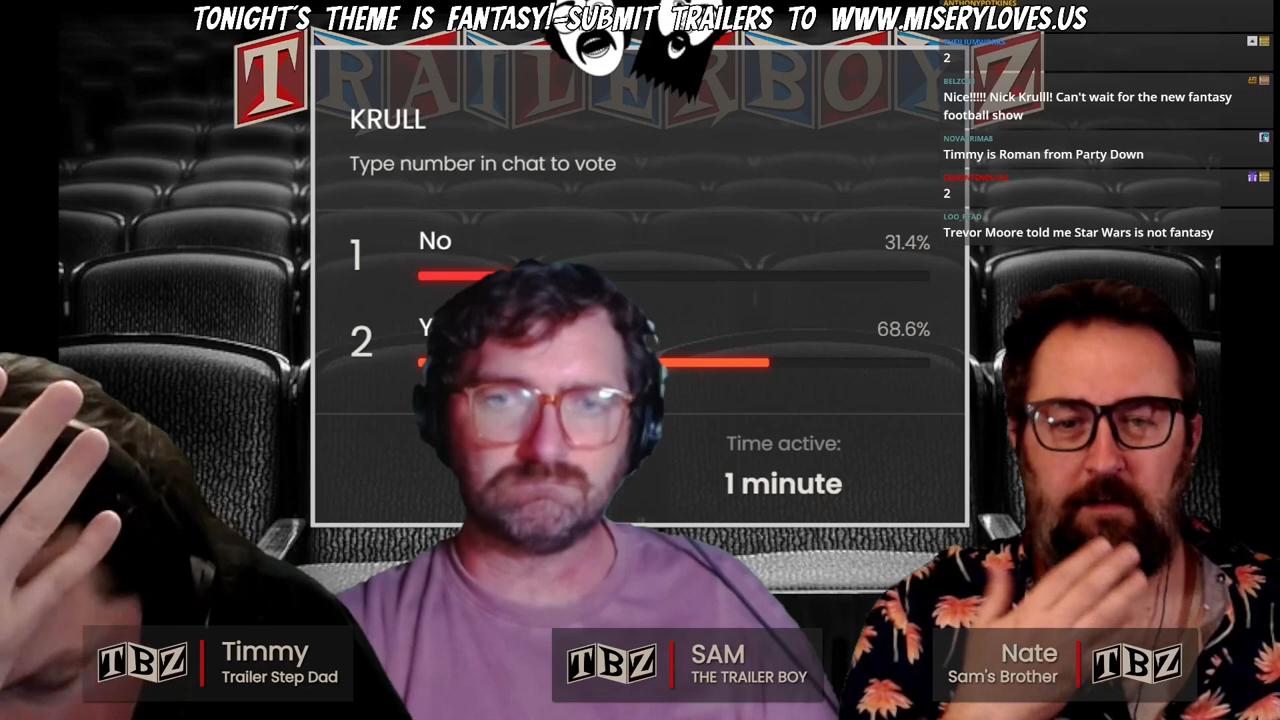 TONIGHT'S THEME IS FANTASY! SUBMIT TRAILERS TO WWW.MISERYLOVES.US
TRAILERBOYZ
KRULL
Type number in chat to vote
1 No 31.4%
2 Y 68.6%
Time active:
1 minute
ANTHONYPOTKINES
2
Nice!!!!! Nick Krulll! Can't wait for the new fantasy
football show
Timmy is Roman from Party Down
2
Trevor Moore told me Star Wars is not fantasy
TBZ
Timmy
Trailer Step Dad
TBZ
SAM
THE TRAILER BOY
Nate
Sam's Brother
TBZ